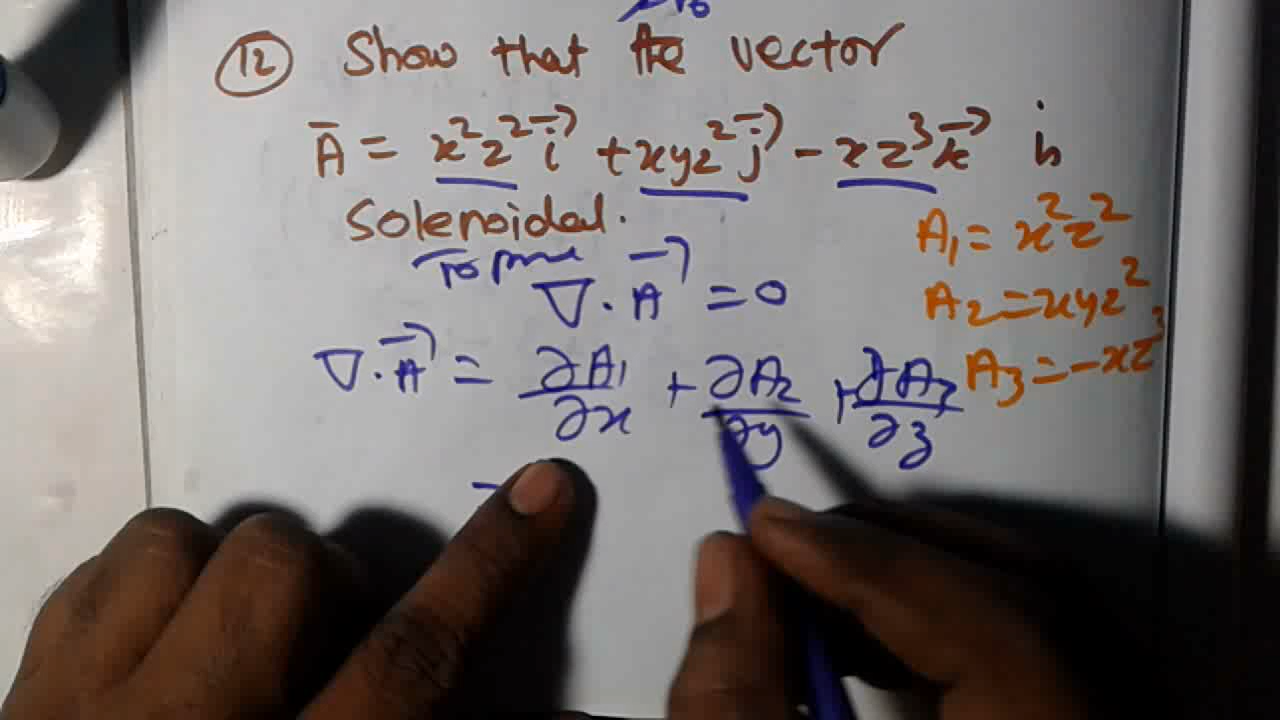 12 Show that the vector
A̅ = x²z² i⃗ + xyz² j⃗ − xz³ k⃗ is
Solenoidal.
A₁ = x²z²
To prove
∇ · A⃗ = 0
A₂ = xyz²
∇ · A⃗ = ∂A₁/∂x + ∂A₂/∂y + ∂A₃/∂z
A₃ = −xz³
=